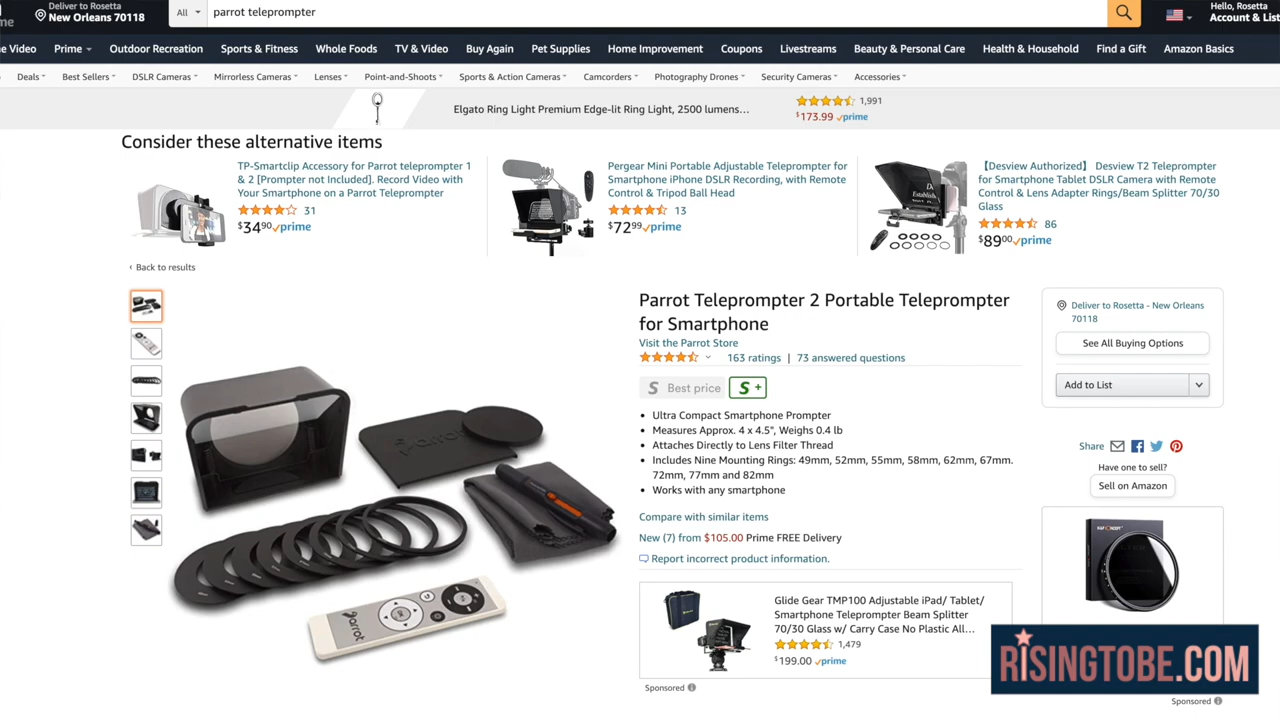 Deliver to Rosetta
me
New Orleans 70118
All
parrot teleprompter
Hello, Rosetta
Account & List
e Video
Prime
Outdoor Recreation
Sports & Fitness
Whole Foods
TV & Video
Buy Again
Pet Supplies
Home Improvement
Coupons
Livestreams
Beauty & Personal Care
Health & Household
Find a Gift
Amazon Basics
Deals
Best Sellers
DSLR Cameras
Mirrorless Cameras
Lenses
Point-and-Shoots
Sports & Action Cameras
Camcorders
Photography Drones
Security Cameras
Accessories
Elgato Ring Light Premium Edge-lit Ring Light, 2500 lumens...
1,991
$173.99 prime
Consider these alternative items
TP-Smartclip Accessory for Parrot teleprompter 1
& 2 [Prompter not Included]. Record Video with
Your Smartphone on a Parrot Teleprompter
31
$34.90 prime
Pergear Mini Portable Adjustable Teleprompter for
Smartphone iPhone DSLR Recording, with Remote
Control & Tripod Ball Head
13
$72.99 prime
【Desview Authorized】 Desview T2 Teleprompter
for Smartphone Tablet DSLR Camera with Remote
Control & Lens Adapter Rings/Beam Splitter 70/30
Glass
86
$89.00 prime
‹ Back to results
Parrot Teleprompter 2 Portable Teleprompter
for Smartphone
Visit the Parrot Store
163 ratings | 73 answered questions
S Best price
S +
• Ultra Compact Smartphone Prompter
• Measures Approx. 4 x 4.5", Weighs 0.4 lb
• Attaches Directly to Lens Filter Thread
• Includes Nine Mounting Rings: 49mm, 52mm, 55mm, 58mm, 62mm, 67mm.
72mm, 77mm and 82mm
• Works with any smartphone
Compare with similar items
New (7) from $105.00 Prime FREE Delivery
Report incorrect product information.
Glide Gear TMP100 Adjustable iPad/ Tablet/
Smartphone Teleprompter Beam Splitter
70/30 Glass w/ Carry Case No Plastic All...
1,479
$199.00 prime
Sponsored
Deliver to Rosetta - New Orleans
70118
See All Buying Options
Add to List
Share
Have one to sell?
Sell on Amazon
parrot
parrot
K&F CONCEPT
RISINGTOBE.COM
Sponsored